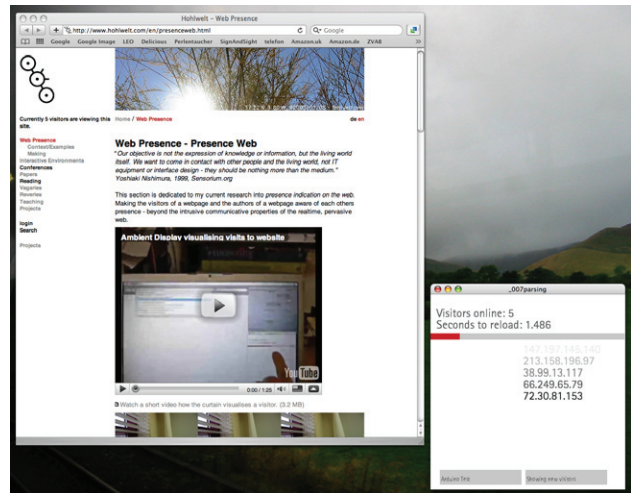 Hohlwelt - Web Presence
http://www.hohlwelt.com/en/presenceweb.html
Google
Google Google Image LEO Delicious Perlentaucher SignAndSight telefon Amazon.uk Amazon.de ZVAB
Currently 5 visitors are viewing this site.
Home / Web Presence
de en
Web Presence
Context/Examples
Making
Interactive Environments
Conferences
Papers
Reading
Vagaries
Reveries
Teaching
Projects
login
Search
Projects
Web Presence - Presence Web
"Our objective is not the expression of knowledge or information, but the living world
itself. We want to come in contact with other people and the living world, not IT
equipment or interface design - they should be nothing more than the medium."
Yoshiaki Nishimura, 1999, Sensorium.org
This section is dedicated to my current research into presence indication on the web.
Making the visitors of a webpage and the authors of a webpage aware of each others
presence - beyond the intrusive communicative properties of the realtime, pervasive
web.
Ambient Display visualising visits to website
YouTube
0:00 / 1:25
Watch a short video how the curtain visualises a visitor. (3.2 MB)
_007parsing
Visitors online: 5
Seconds to reload: 1.486
147.197.145.140
213.158.196.97
38.99.13.117
66.249.65.79
72.30.81.153
Arduino Test
Showing new visitors